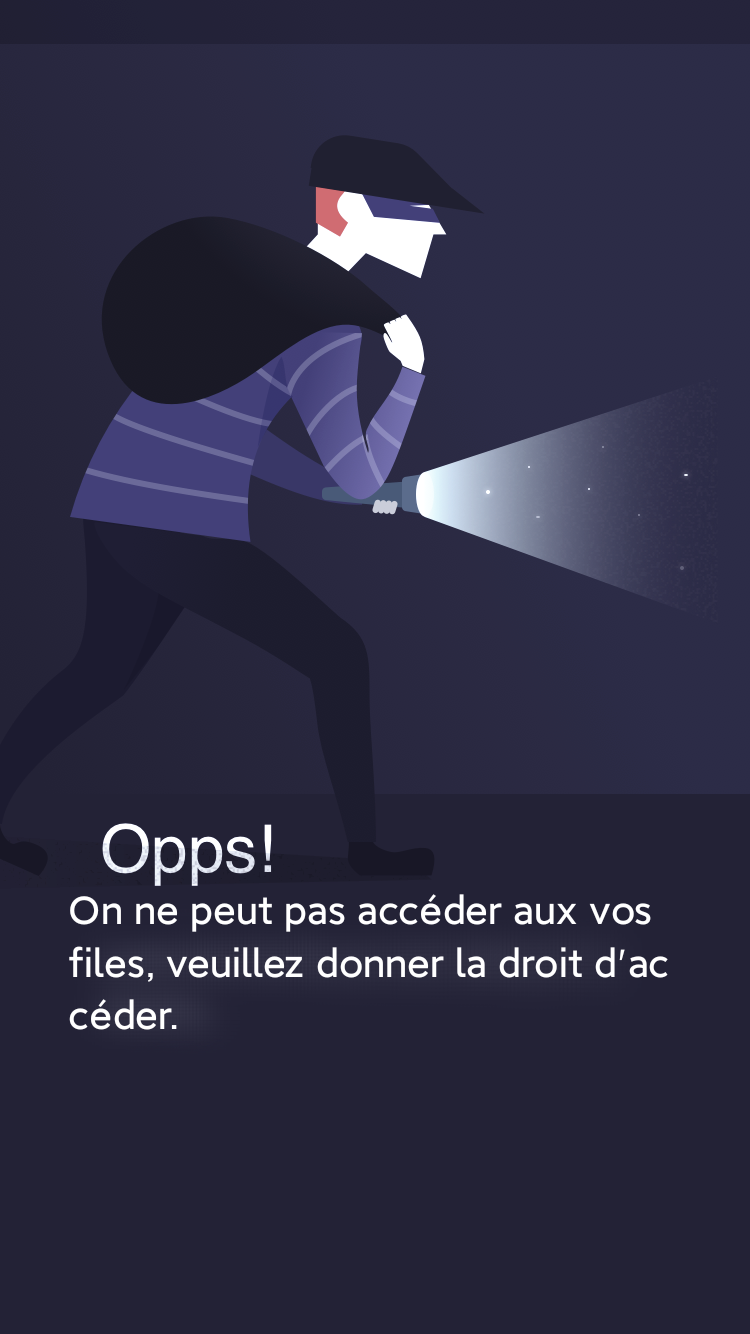 Opps!
On ne peut pas accéder aux vos
files, veuillez donner la droit d'ac
céder.